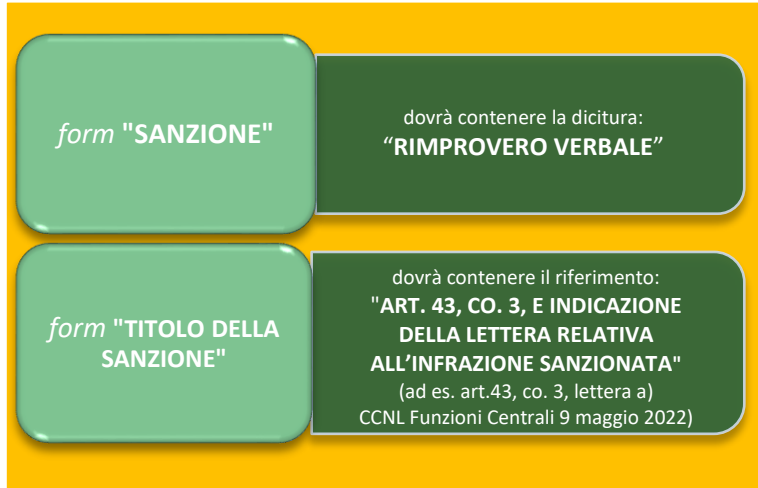 form "SANZIONE"
dovrà contenere la dicitura:
“RIMPROVERO VERBALE”
form "TITOLO DELLA
SANZIONE"
dovrà contenere il riferimento:
"ART. 43, CO. 3, E INDICAZIONE
DELLA LETTERA RELATIVA
ALL’INFRAZIONE SANZIONATA"
(ad es. art.43, co. 3, lettera a)
CCNL Funzioni Centrali 9 maggio 2022)